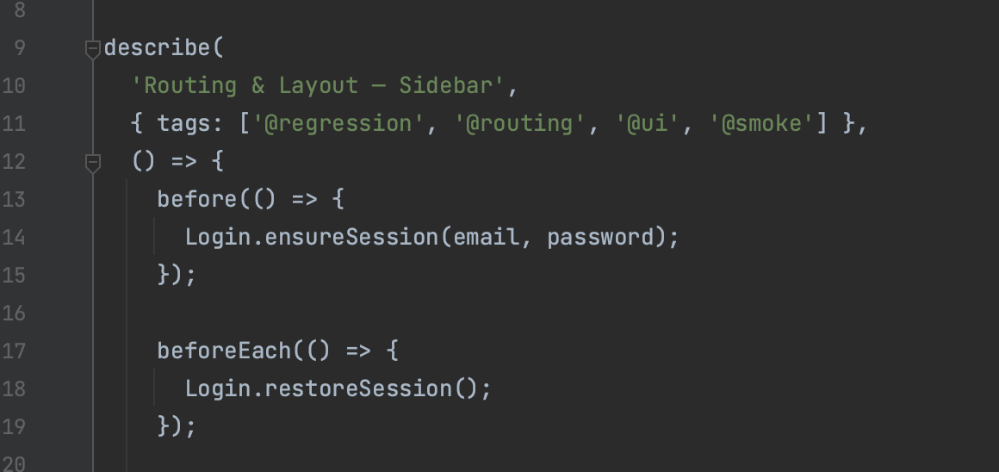 8
9 describe(
10 'Routing & Layout – Sidebar',
11 { tags: ['@regression', '@routing', '@ui', '@smoke'] },
12 () => {
13 before(() => {
14 Login.ensureSession(email, password);
15 });
16
17 beforeEach(() => {
18 Login.restoreSession();
19 });
20